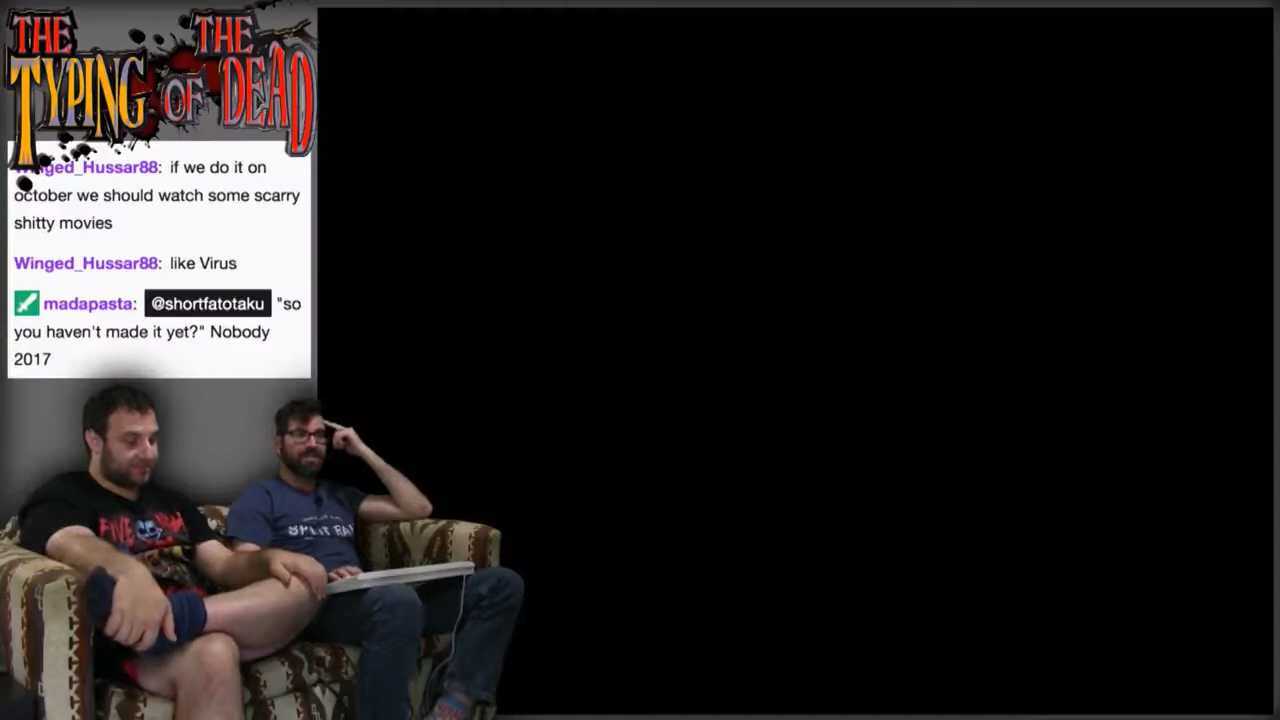 THE THE
TYPING OF DEAD
Winged_Hussar88: if we do it on
october we should watch some scarry
shitty movies
Winged_Hussar88: like Virus
madapasta: @shortfatotaku "so
you haven't made it yet?" Nobody
2017
FIVE